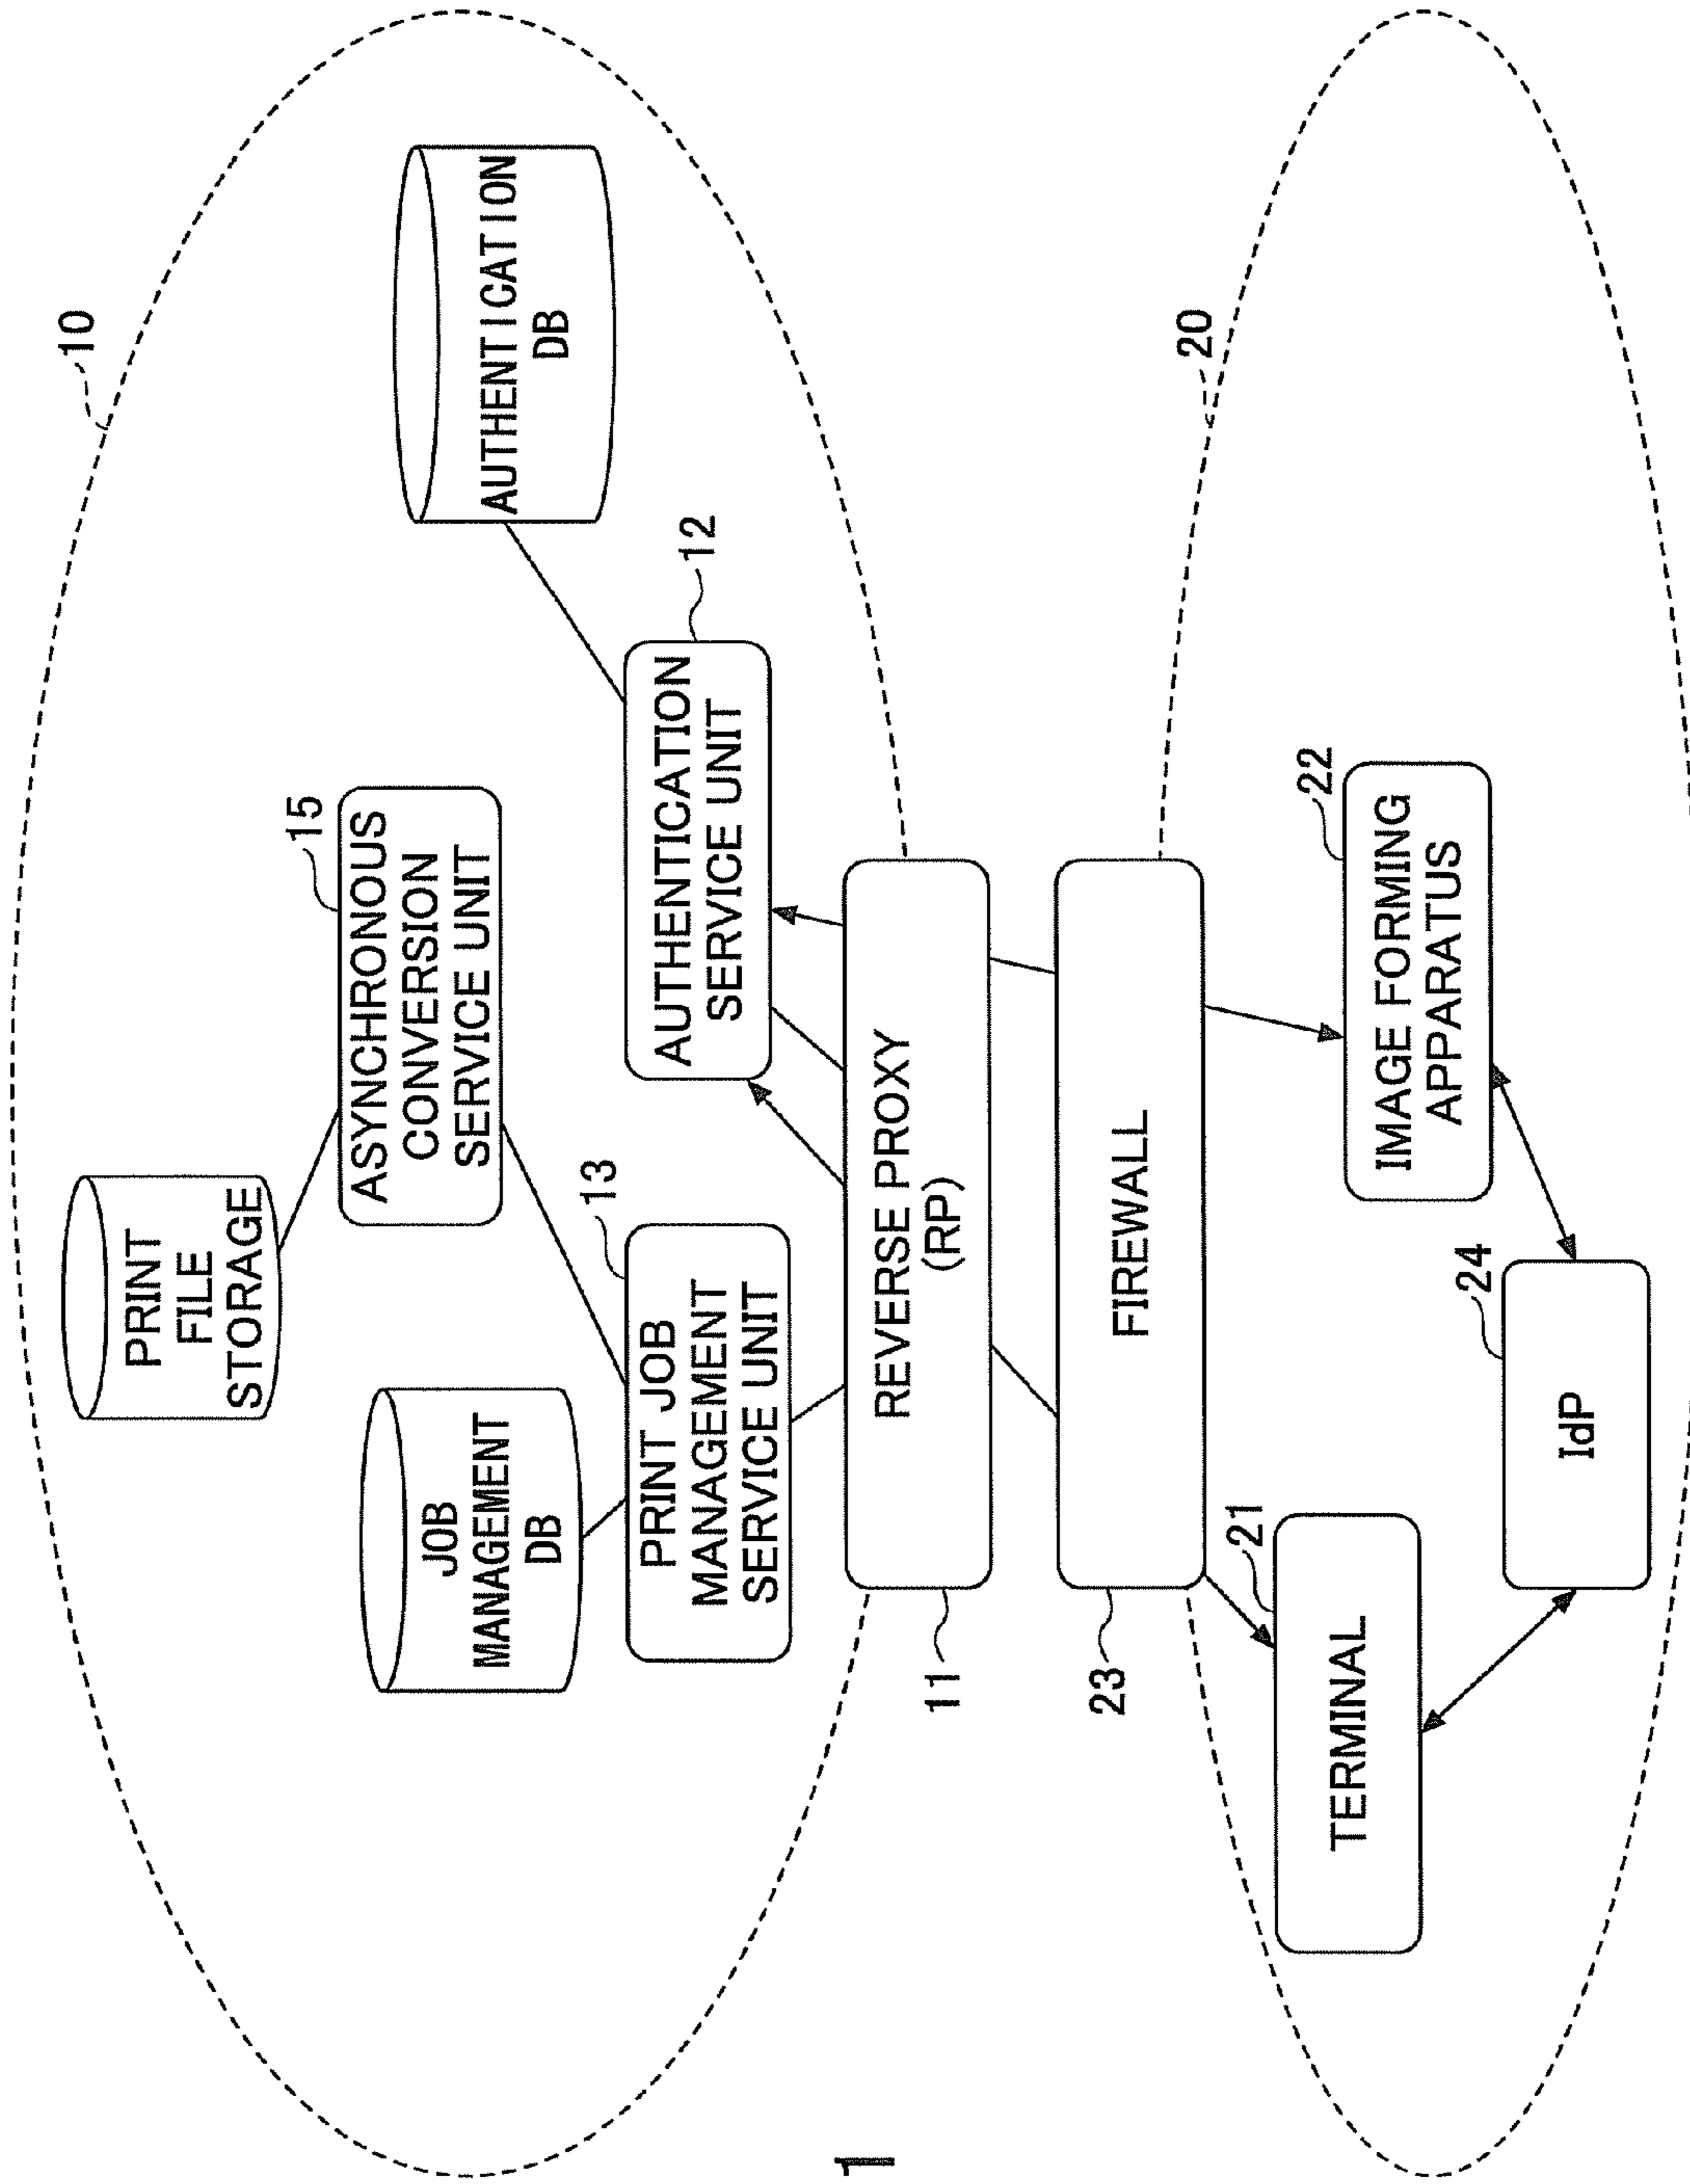 10
PRINT
FILE
STORAGE
15
ASYNCHRONOUS
CONVERSION
SERVICE UNIT
JOB
MANAGEMENT
DB
AUTHENTICATION
DB
13
PRINT JOB
MANAGEMENT
SERVICE UNIT
12
AUTHENTICATION
SERVICE UNIT
11
REVERSE PROXY
(RP)
23
FIREWALL
20
21
TERMINAL
22
IMAGE FORMING
APPARATUS
24
IdP
1